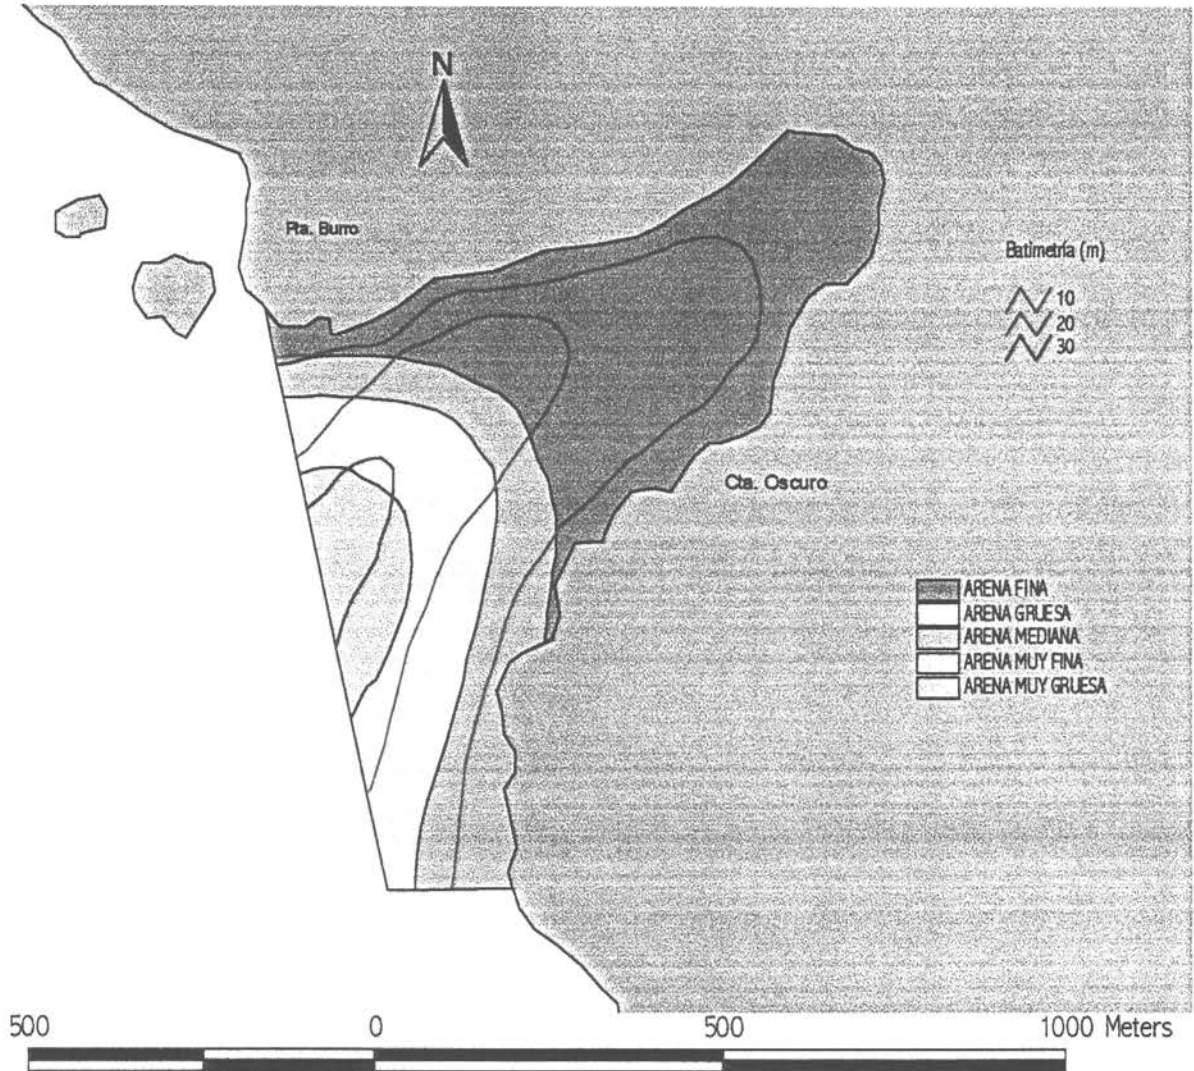 N
Pta. Burro
Batimetría (m)
10
20
30
Cta. Oscuro
ARENA FINA
ARENA GRUESA
ARENA MEDIANA
ARENA MUY FINA
ARENA MUY GRUESA
500 0 500 1000 Meters